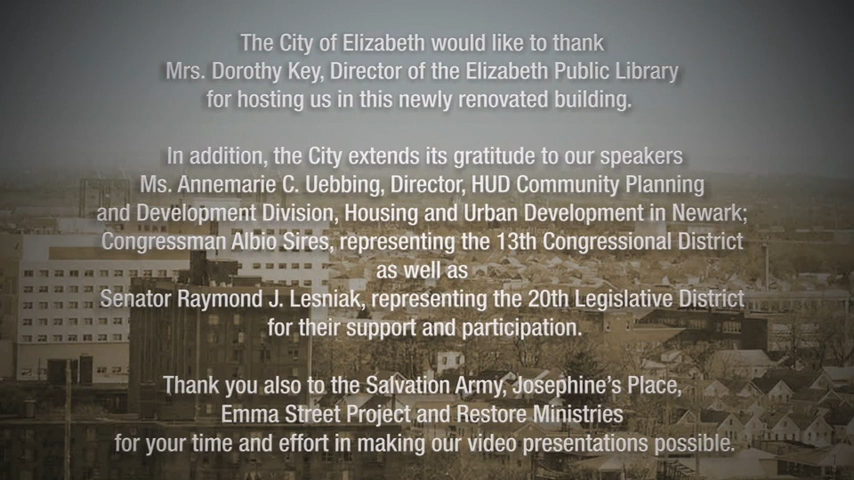 The City of Elizabeth would like to thank
Mrs. Dorothy Key, Director of the Elizabeth Public Library
for hosting us in this newly renovated building.
In addition, the City extends its gratitude to our speakers
Ms. Annemarie C. Uebbing, Director, HUD Community Planning
and Development Division, Housing and Urban Development in Newark;
Congressman Albio Sires, representing the 13th Congressional District
as well as
Senator Raymond J. Lesniak, representing the 20th Legislative District
for their support and participation.
Thank you also to the Salvation Army, Josephine's Place,
Emma Street Project and Restore Ministries
for your time and effort in making our video presentations possible.